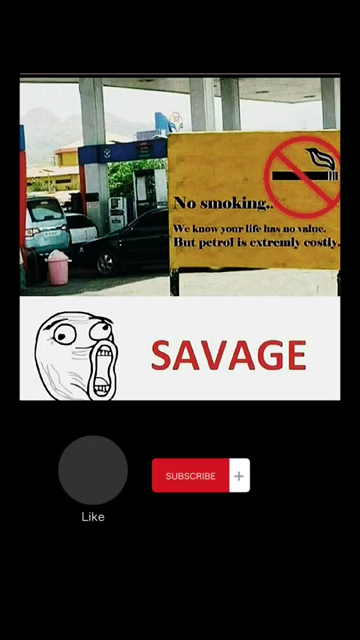 No smoking..
We know your life has no value.
But petrol is extremly costly.
SAVAGE
SUBSCRIBE +
Like